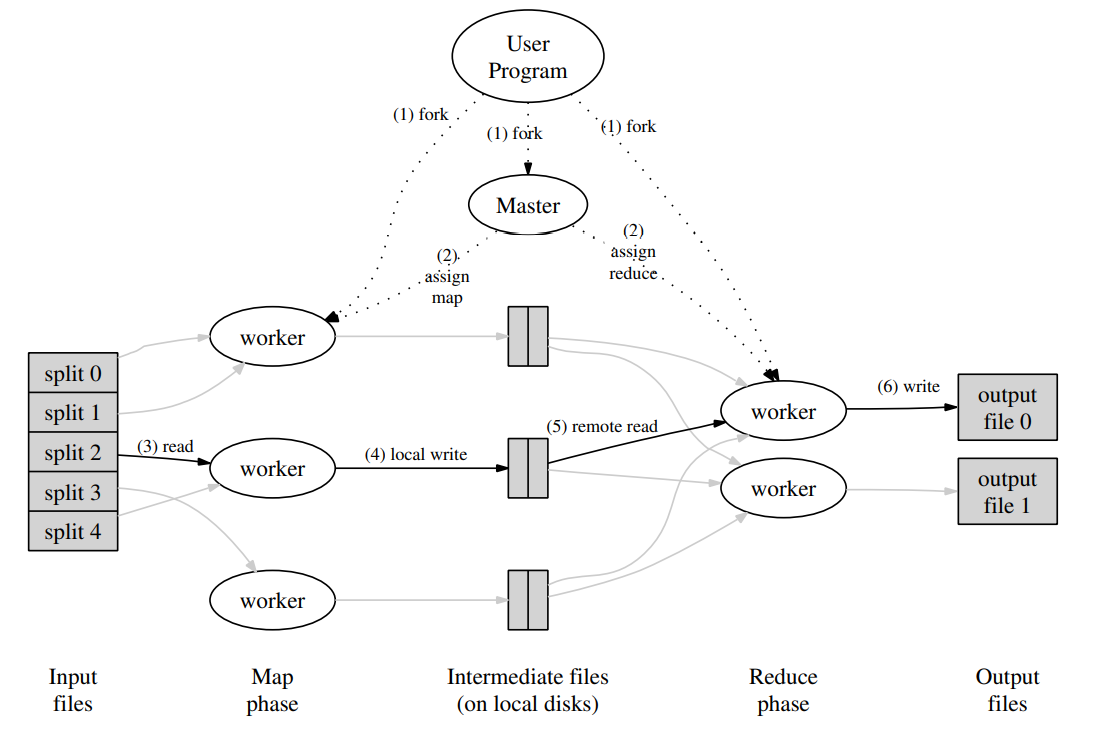 User
Program
(1) fork
(1) fork
(1) fork
Master
(2)
assign
map
(2)
assign
reduce
worker
split 0
split 1
split 2
split 3
split 4
(3) read
worker
(4) local write
worker
(5) remote read
worker
worker
(6) write
output
file 0
output
file 1
Input
files
Map
phase
Intermediate files
(on local disks)
Reduce
phase
Output
files